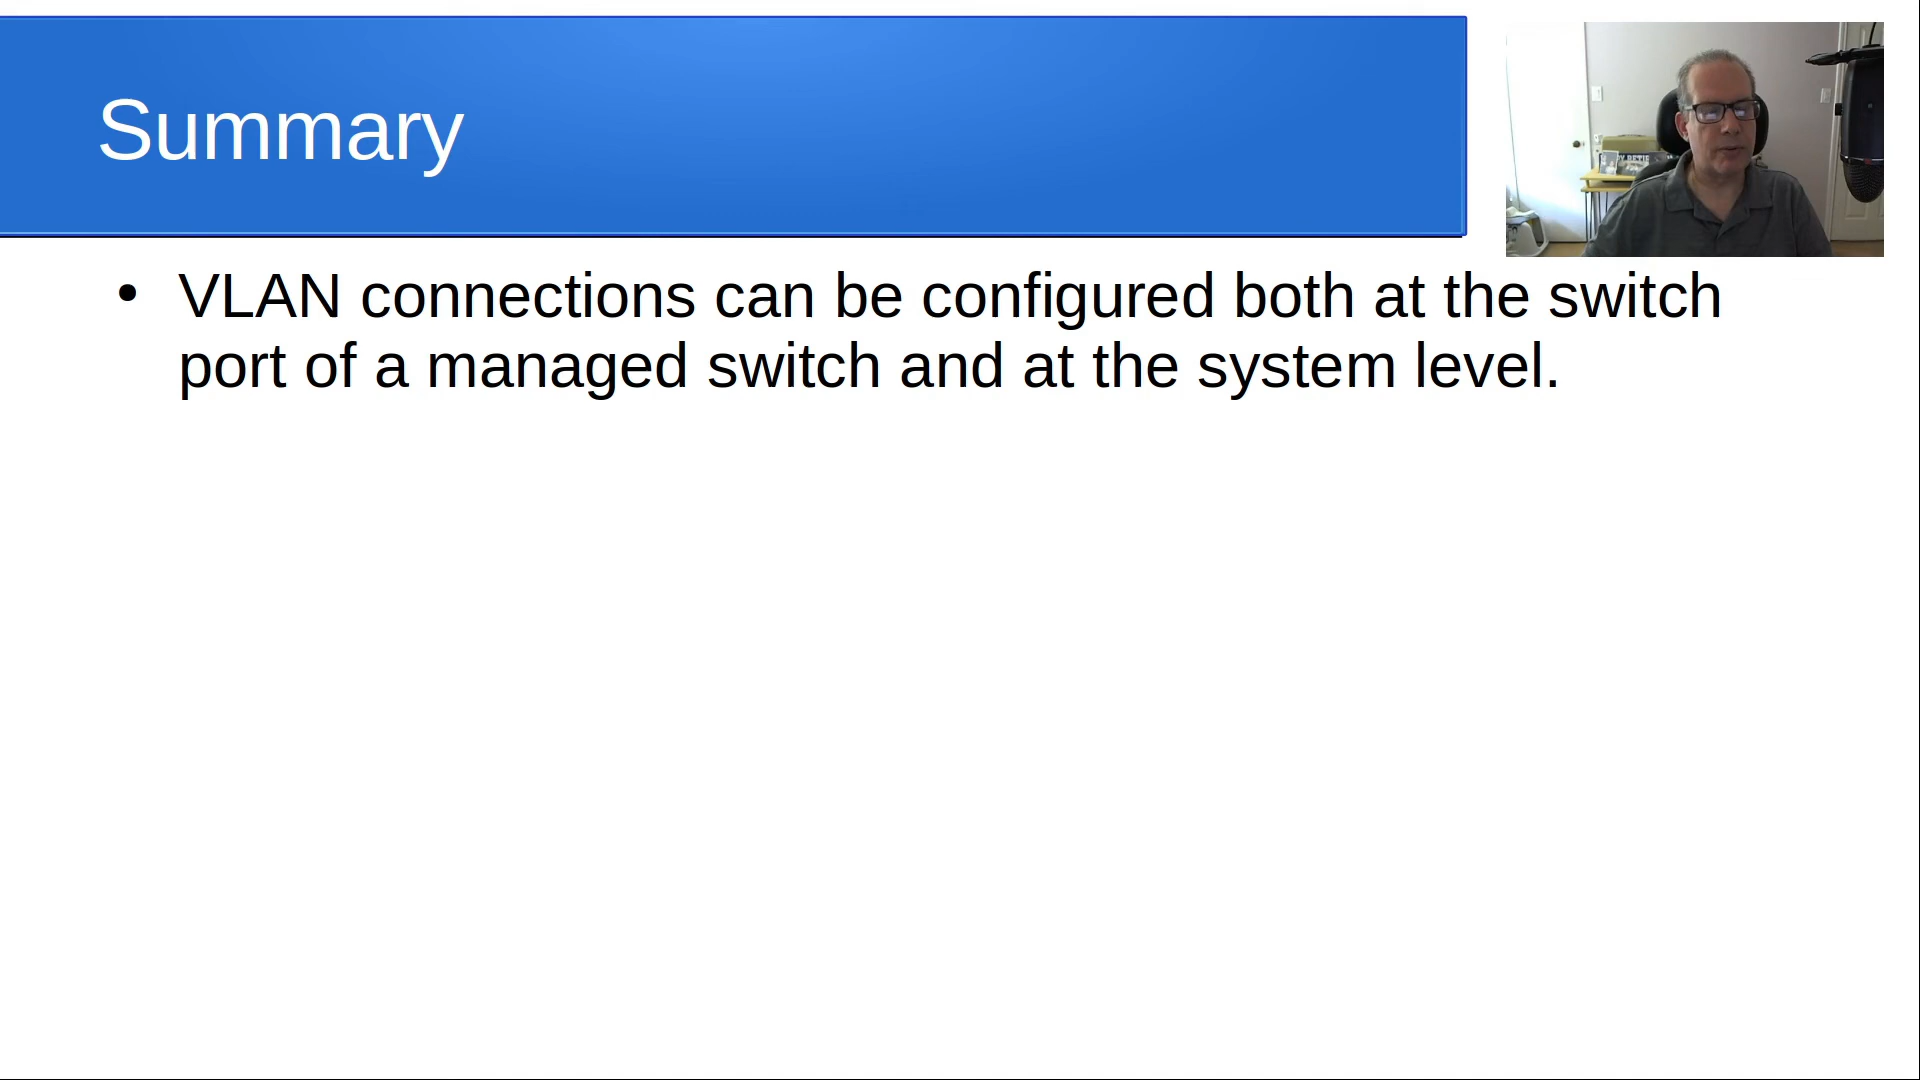 Summary
• VLAN connections can be configured both at the switch
port of a managed switch and at the system level.